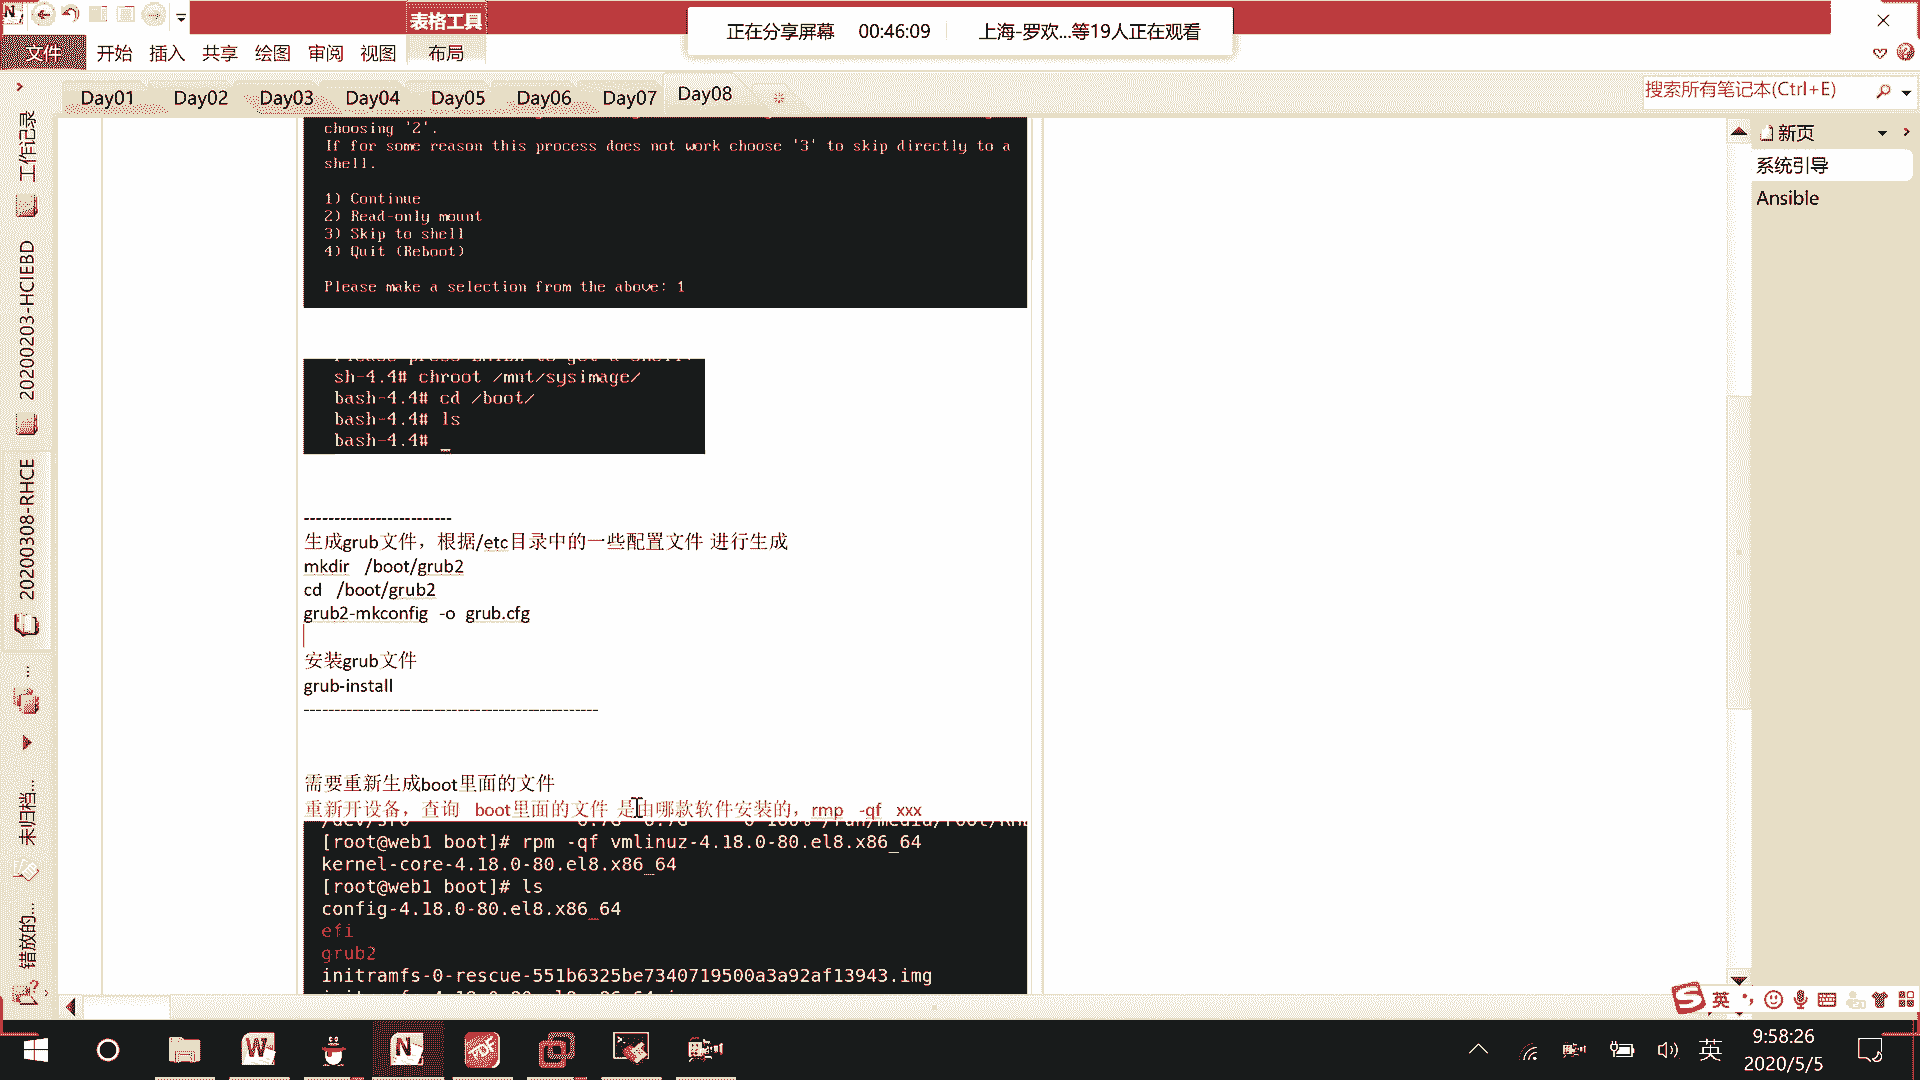 表格工具
正在分享屏幕 00:46:09 上海-罗欢...等19人正在观看
文件 开始 插入 共享 绘图 审阅 视图 布局
Day01 Day02 Day03 Day04 Day05 Day06 Day07 Day08
搜索所有笔记本(Ctrl+E)
工作记录
20200203-HCIEBD
20200308-RHCE
...
未归档...
错放的...
choosing '2'.
If for some reason this process does not work choose '3' to skip directly to a
shell.
1) Continue
2) Read-only mount
3) Skip to shell
4) Quit (Reboot)
Please make a selection from the above: 1
sh-4.4# chroot /mnt/sysimage/
bash-4.4# cd /boot/
bash-4.4# ls
bash-4.4# _
------------------------
生成grub文件，根据/etc目录中的一些配置文件 进行生成
mkdir /boot/grub2
cd /boot/grub2
grub2-mkconfig -o grub.cfg
安装grub文件
grub-install
------------------------------------------------
需要重新生成boot里面的文件
重新开设备，查询 boot里面的文件 是由哪款软件安装的，rmp -qf xxx
[root@web1 boot]# rpm -qf vmlinuz-4.18.0-80.el8.x86_64
kernel-core-4.18.0-80.el8.x86_64
[root@web1 boot]# ls
config-4.18.0-80.el8.x86_64
efi
grub2
initramfs-0-rescue-551b6325be7340719500a3a92af13943.img
新页
系统引导
Ansible
英
英
9:58:26
2020/5/5